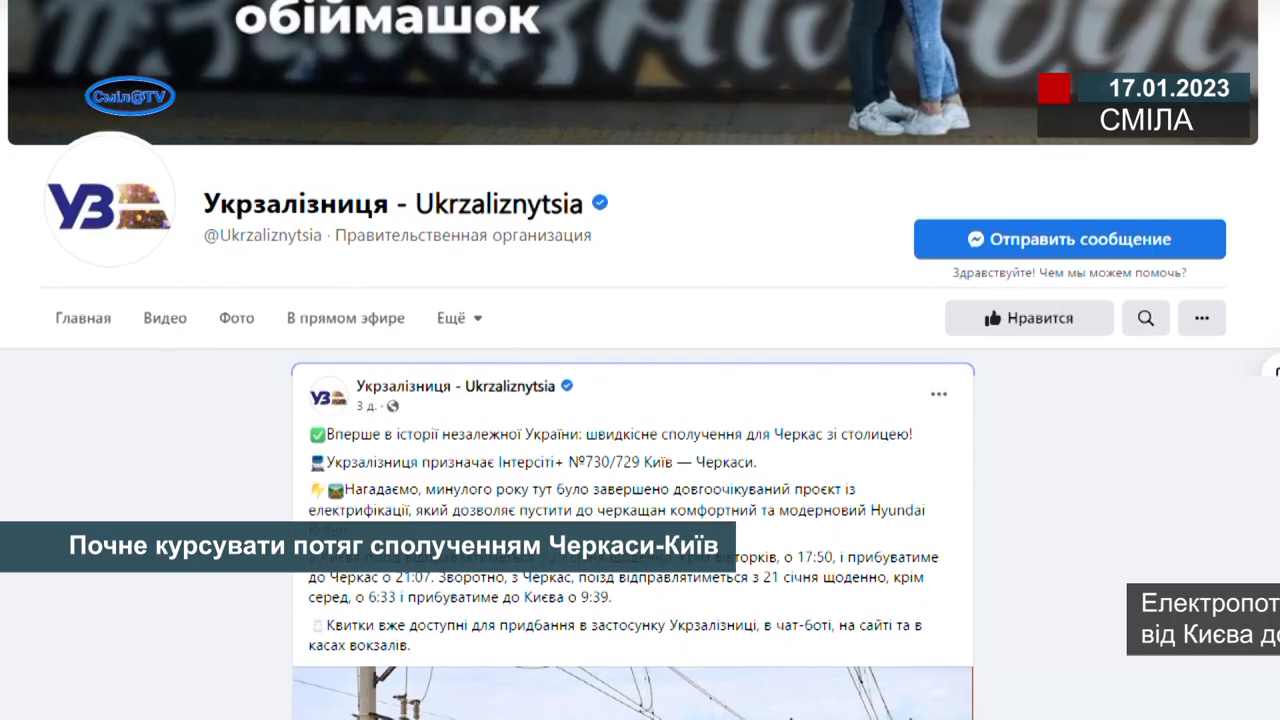 обіймашок
Сміл@TV
17.01.2023
СМІЛА
УЗ
Укрзалізниця - Ukrzaliznytsia
@Ukrzaliznytsia · Правительственная организация
Отправить сообщение
Здравствуйте! Чем мы можем помочь?
Главная Видео Фото В прямом эфире Ещё
Нравится
УЗ
Укрзалізниця - Ukrzaliznytsia
3 д. ·
Вперше в історії незалежної України: швидкісне сполучення для Черкас зі столицею!
Укрзалізниця призначає Інтерсіті+ №730/729 Київ — Черкаси.
Нагадаємо, минулого року тут було завершено довгоочікуваний проєкт із
електрифікації, який дозволяє пустити до черкащан комфортний та модерновий Hyundai
Почне курсувати потяг сполученням Черкаси-Київ
вівторків, о 17:50, і прибуватиме
до Черкас о 21:07. Зворотно, з Черкас, поїзд відправлятиметься з 21 січня щоденно, крім
серед, о 6:33 і прибуватиме до Києва о 9:39.
Квитки вже доступні для придбання в застосунку Укрзалізниці, в чат-боті, на сайті та в
касах вокзалів.
Електропот
від Києва до